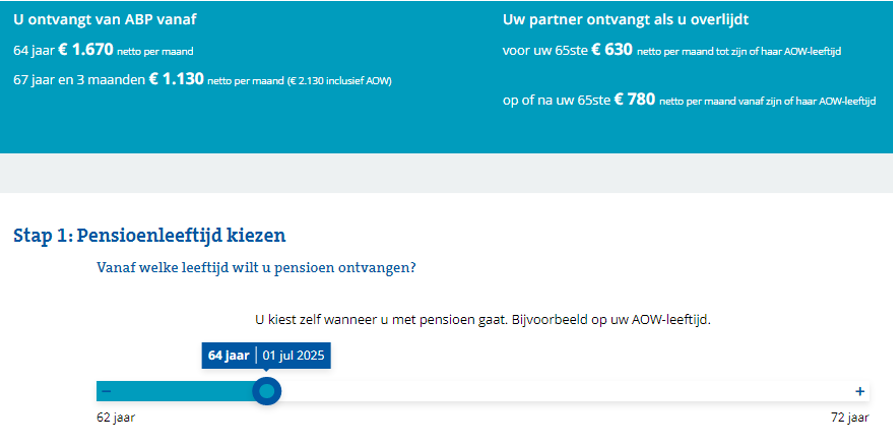 U ontvangt van ABP vanaf
64 jaar € 1.670 netto per maand
67 jaar en 3 maanden € 1.130 netto per maand (€ 2.130 inclusief AOW)
Uw partner ontvangt als u overlijdt
voor uw 65ste € 630 netto per maand tot zijn of haar AOW-leeftijd
op of na uw 65ste € 780 netto per maand vanaf zijn of haar AOW-leeftijd
Stap 1: Pensioenleeftijd kiezen
Vanaf welke leeftijd wilt u pensioen ontvangen?
U kiest zelf wanneer u met pensioen gaat. Bijvoorbeeld op uw AOW-leeftijd.
64 jaar | 01 jul 2025
− +
62 jaar 72 jaar